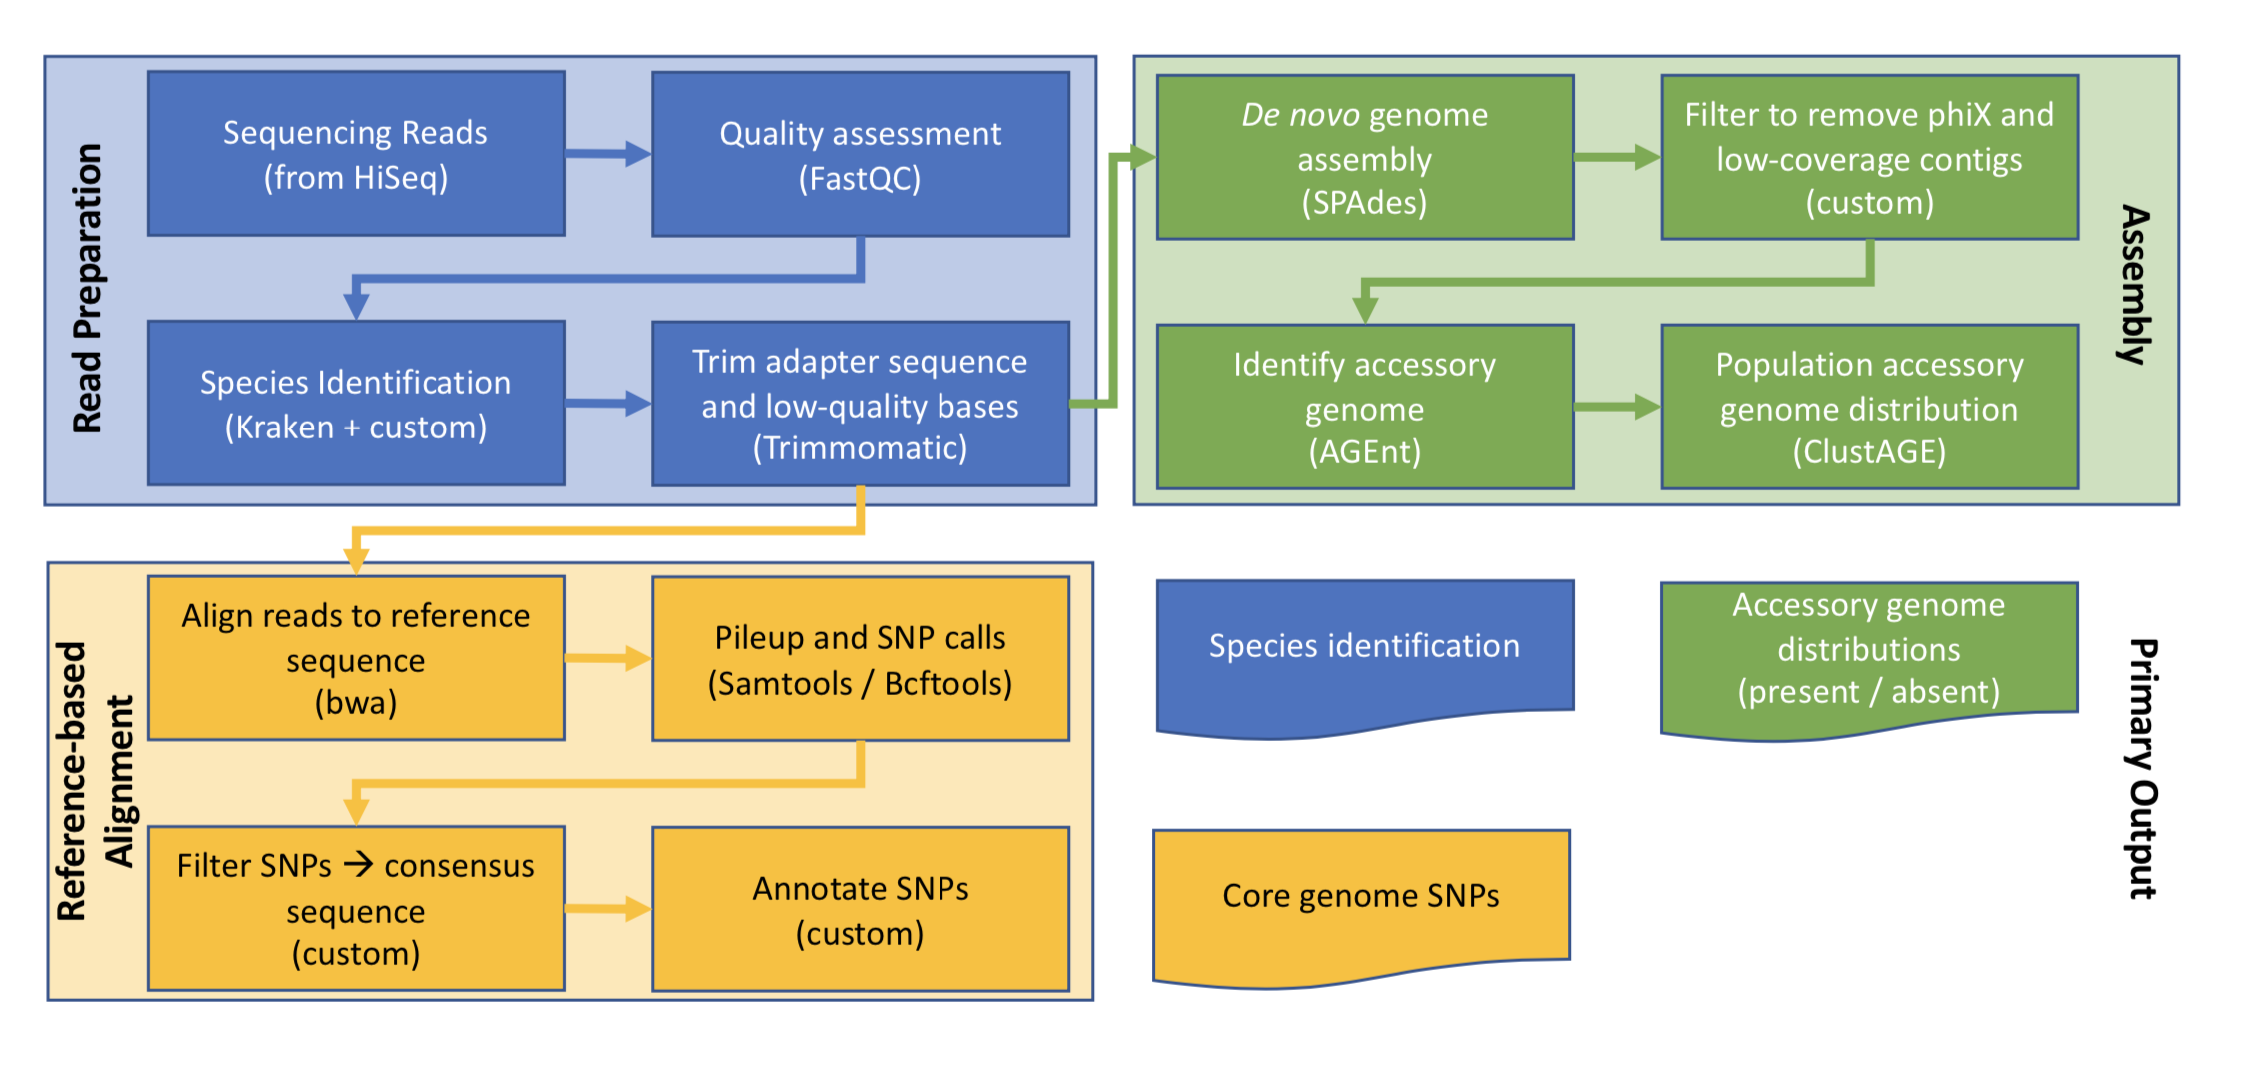 Read Preparation
Sequencing Reads
(from HiSeq)
Quality assessment
(FastQC)
Species Identification
(Kraken + custom)
Trim adapter sequence
and low-quality bases
(Trimmomatic)
De novo genome
assembly
(SPAdes)
Filter to remove phiX and
low-coverage contigs
(custom)
Identify accessory
genome
(AGEnt)
Population accessory
genome distribution
(ClustAGE)
Assembly
Reference-based
Alignment
Align reads to reference
sequence
(bwa)
Pileup and SNP calls
(Samtools / Bcftools)
Filter SNPs → consensus
sequence
(custom)
Annotate SNPs
(custom)
Species identification
Accessory genome
distributions
(present / absent)
Core genome SNPs
Primary Output